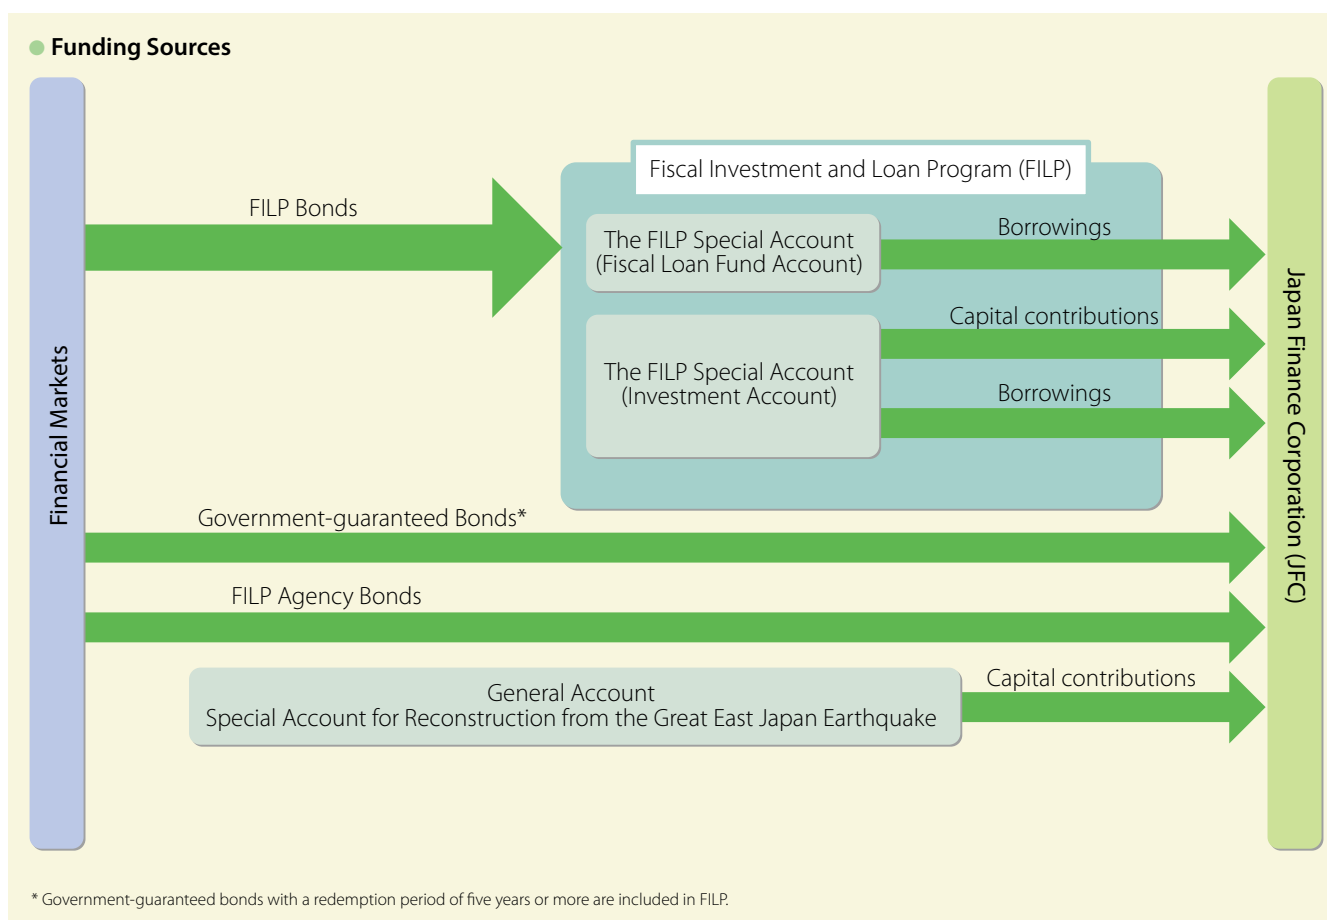 Funding Sources
Financial Markets
FILP Bonds
Fiscal Investment and Loan Program (FILP)
The FILP Special Account
(Fiscal Loan Fund Account)
Borrowings
The FILP Special Account
(Investment Account)
Capital contributions
Borrowings
Government-guaranteed Bonds*
FILP Agency Bonds
General Account
Special Account for Reconstruction from the Great East Japan Earthquake
Capital contributions
Japan Finance Corporation (JFC)
* Government-guaranteed bonds with a redemption period of five years or more are included in FILP.